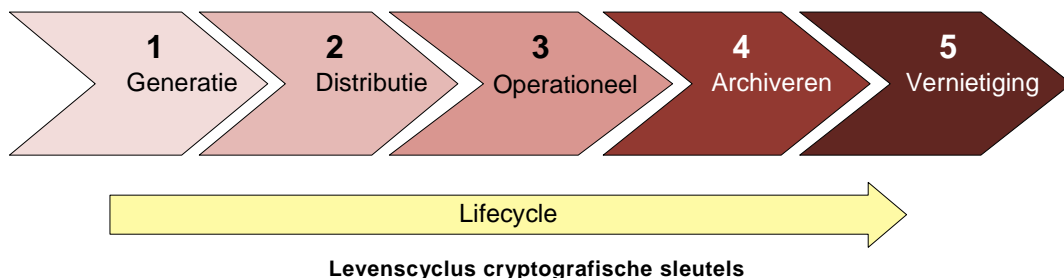 1 2 3 4 5
Generatie Distributie Operationeel Archiveren Vernietiging
Lifecycle
Levenscyclus cryptografische sleutels